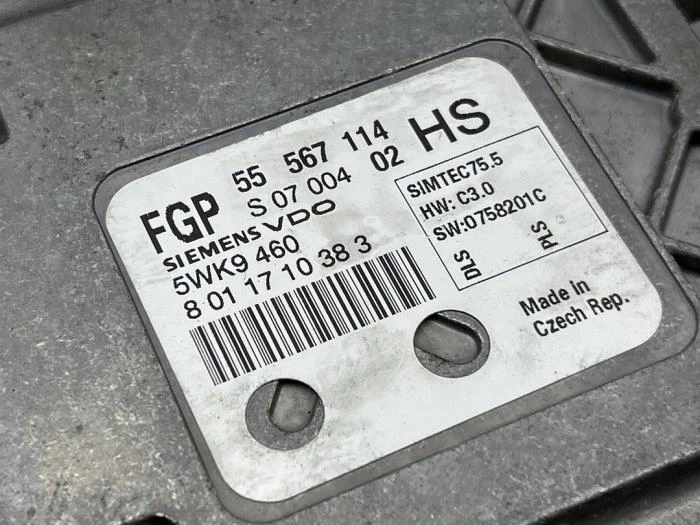 FGP 55 567 114 HS
S 07 004 02
SIEMENS VDO
5WK9 460
8 01 17 10 38 3
SIMTEC75.5
HW: C3.0
SW:0758201C
DLS PLS
Made in
Czech Rep.